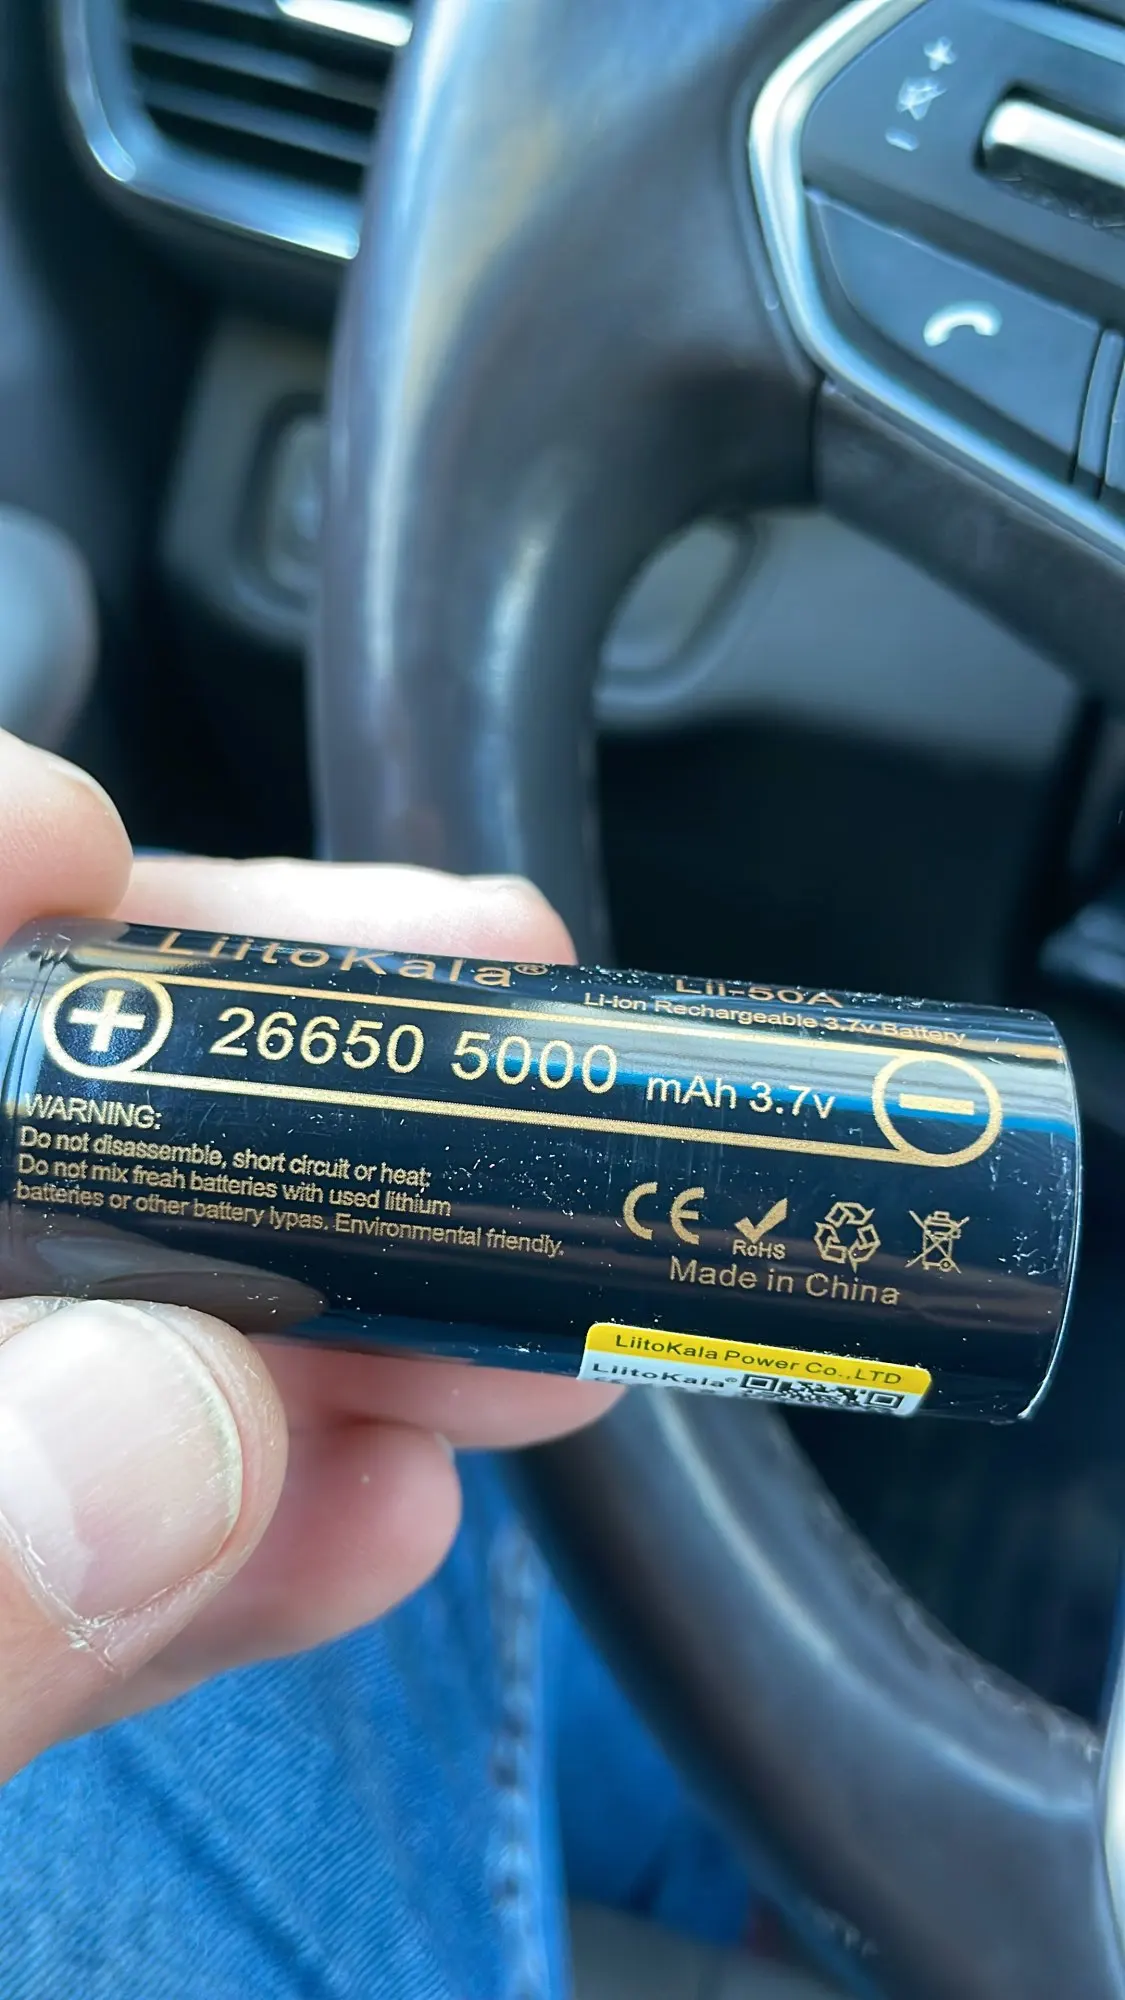 LiitoKala®
Lii-50A
Li-ion Rechargeable 3.7v Battery
26650 5000 mAh 3.7v
WARNING:
Do not disassemble, short circuit or heat;
Do not mix freah batteries with used lithium
batteries or other battery lypas. Environmental friendly.
CE
RoHS
Made in China
LiitoKala Power Co.,LTD
LiitoKala®